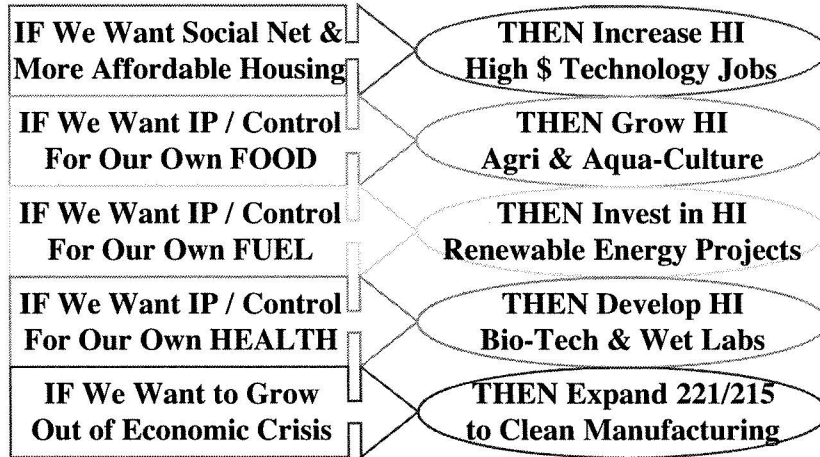 IF We Want Social Net &
More Affordable Housing
THEN Increase HI
High $ Technology Jobs
IF We Want IP / Control
For Our Own FOOD
THEN Grow HI
Agri & Aqua-Culture
IF We Want IP / Control
For Our Own FUEL
THEN Invest in HI
Renewable Energy Projects
IF We Want IP / Control
For Our Own HEALTH
THEN Develop HI
Bio-Tech & Wet Labs
IF We Want to Grow
Out of Economic Crisis
THEN Expand 221/215
to Clean Manufacturing